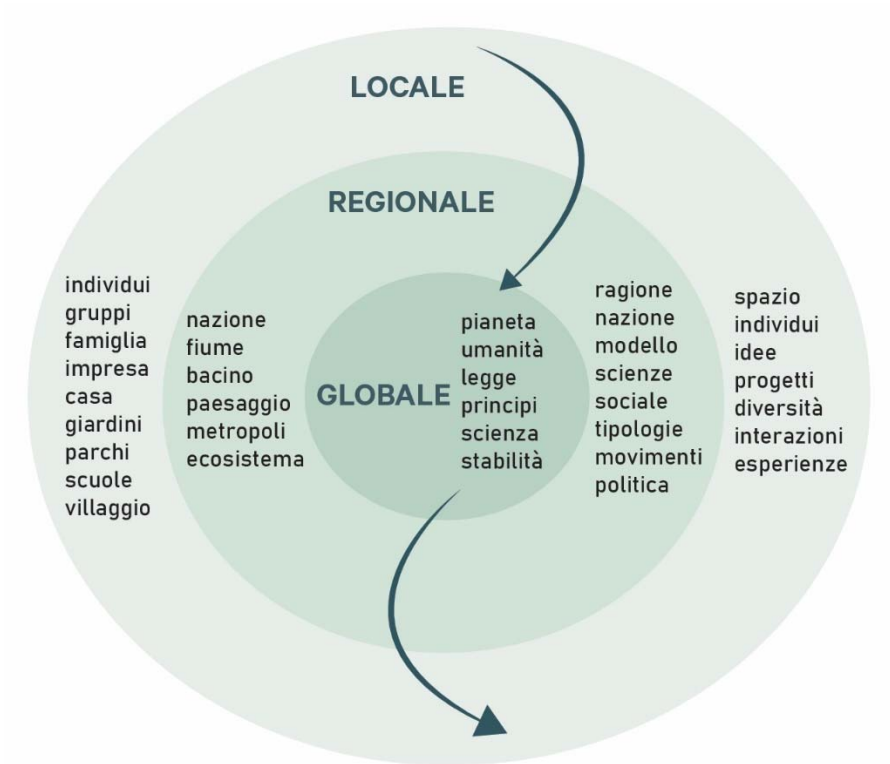 LOCALE
REGIONALE
individui
gruppi
famiglia
impresa
casa
giardini
parchi
scuole
villaggio
nazione
fiume
bacino
paesaggio
metropoli
ecosistema
GLOBALE
pianeta
umanità
legge
principi
scienza
stabilità
ragione
nazione
modello
scienze
sociale
tipologie
movimenti
politica
spazio
individui
idee
progetti
diversità
interazioni
esperienze